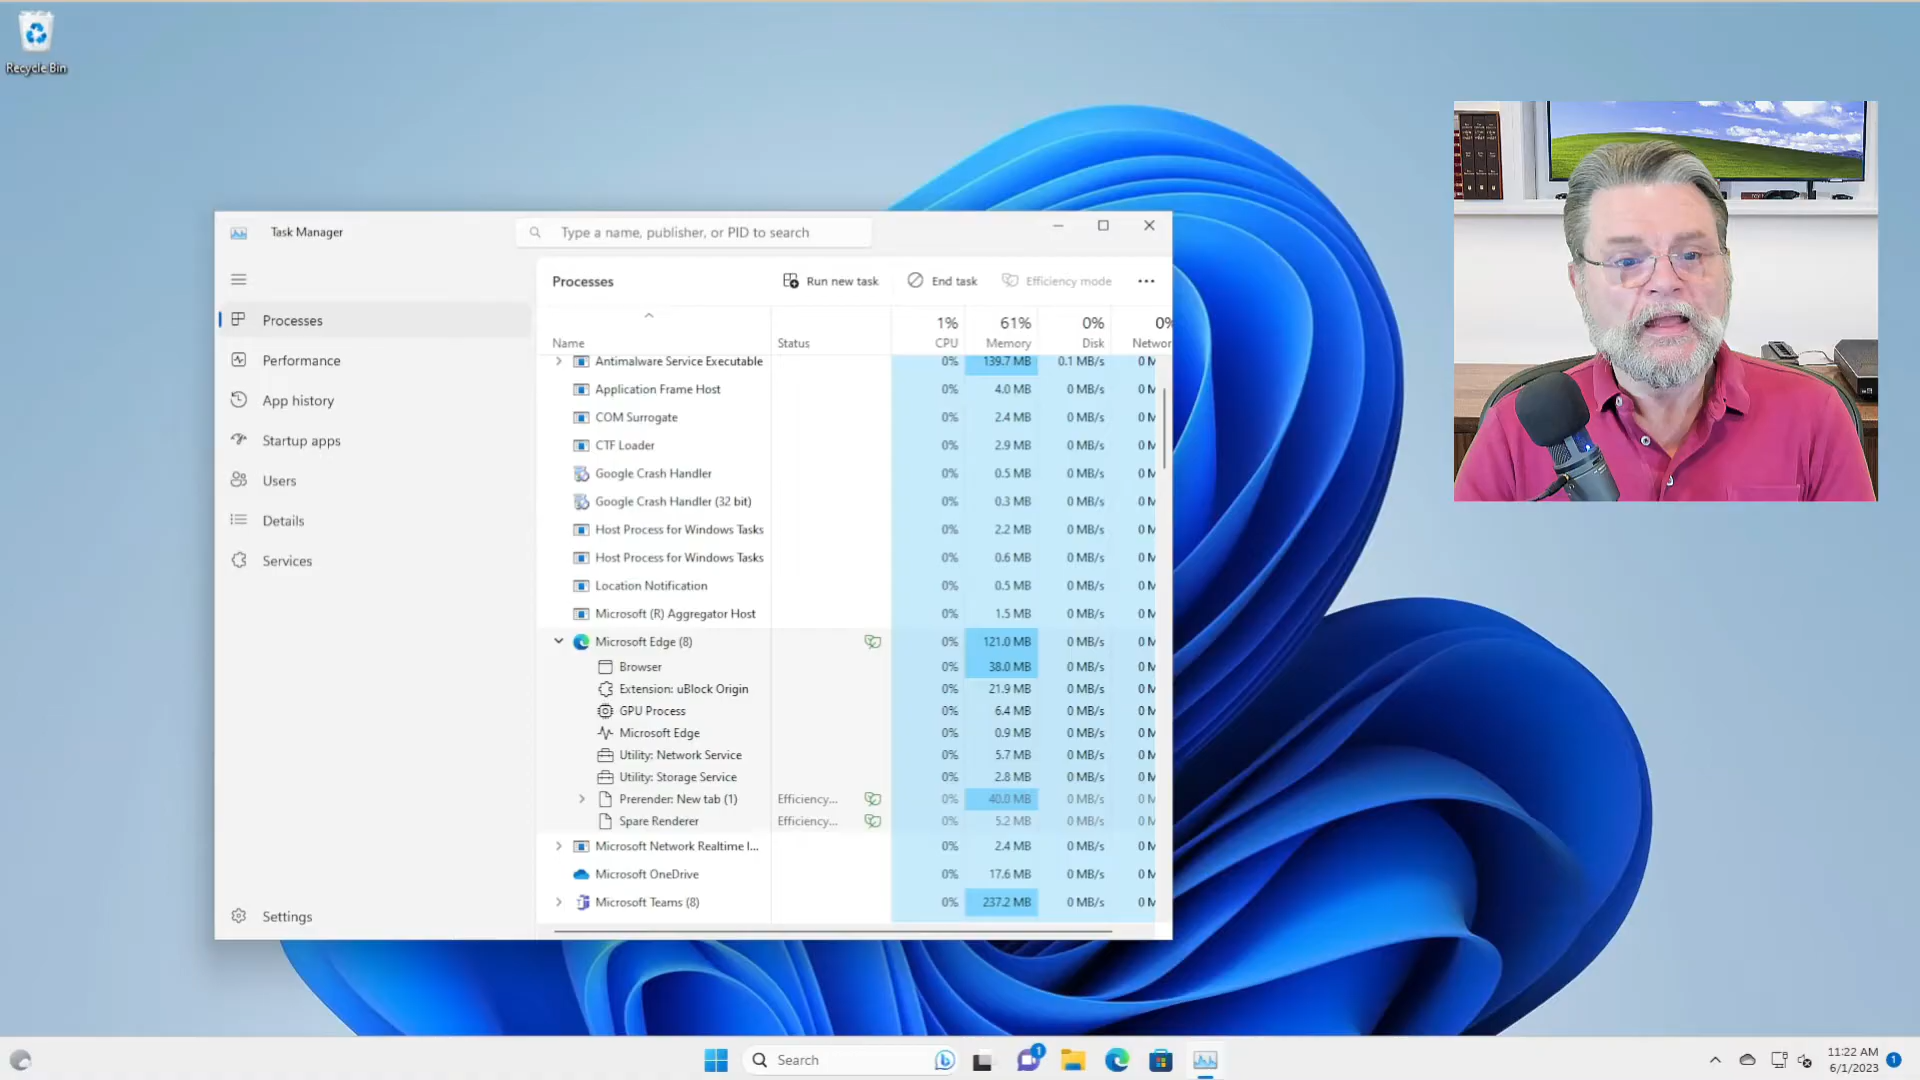 Recycle Bin
Task Manager
Type a name, publisher, or PID to search
Processes
Run new task
End task
Efficiency mode
Processes
Performance
App history
Startup apps
Users
Details
Services
Settings
1% 61% 0% 0%
Name Status CPU Memory Disk Networ
Antimalware Service Executable 0% 139.7 MB 0.1 MB/s 0 M
Application Frame Host 0% 4.0 MB 0 MB/s 0 M
COM Surrogate 0% 2.4 MB 0 MB/s 0 M
CTF Loader 0% 2.9 MB 0 MB/s 0 M
Google Crash Handler 0% 0.5 MB 0 MB/s 0 M
Google Crash Handler (32 bit) 0% 0.3 MB 0 MB/s 0 M
Host Process for Windows Tasks 0% 2.2 MB 0 MB/s 0 M
Host Process for Windows Tasks 0% 0.6 MB 0 MB/s 0 M
Location Notification 0% 0.5 MB 0 MB/s 0 M
Microsoft (R) Aggregator Host 0% 1.5 MB 0 MB/s 0 M
Microsoft Edge (8) 0% 121.0 MB 0 MB/s 0 M
Browser 0% 38.0 MB 0 MB/s 0 M
Extension: uBlock Origin 0% 21.9 MB 0 MB/s 0 M
GPU Process 0% 6.4 MB 0 MB/s 0 M
Microsoft Edge 0% 0.9 MB 0 MB/s 0 M
Utility: Network Service 0% 5.7 MB 0 MB/s 0 M
Utility: Storage Service 0% 2.8 MB 0 MB/s 0 M
Prerender: New tab (1) Efficiency... 0% 40.0 MB 0 MB/s 0 M
Spare Renderer Efficiency... 0% 5.2 MB 0 MB/s 0 M
Microsoft Network Realtime I... 0% 2.4 MB 0 MB/s 0 M
Microsoft OneDrive 0% 17.6 MB 0 MB/s 0 M
Microsoft Teams (8) 0% 237.2 MB 0 MB/s 0 M
Search
1
11:22 AM
6/1/2023
1